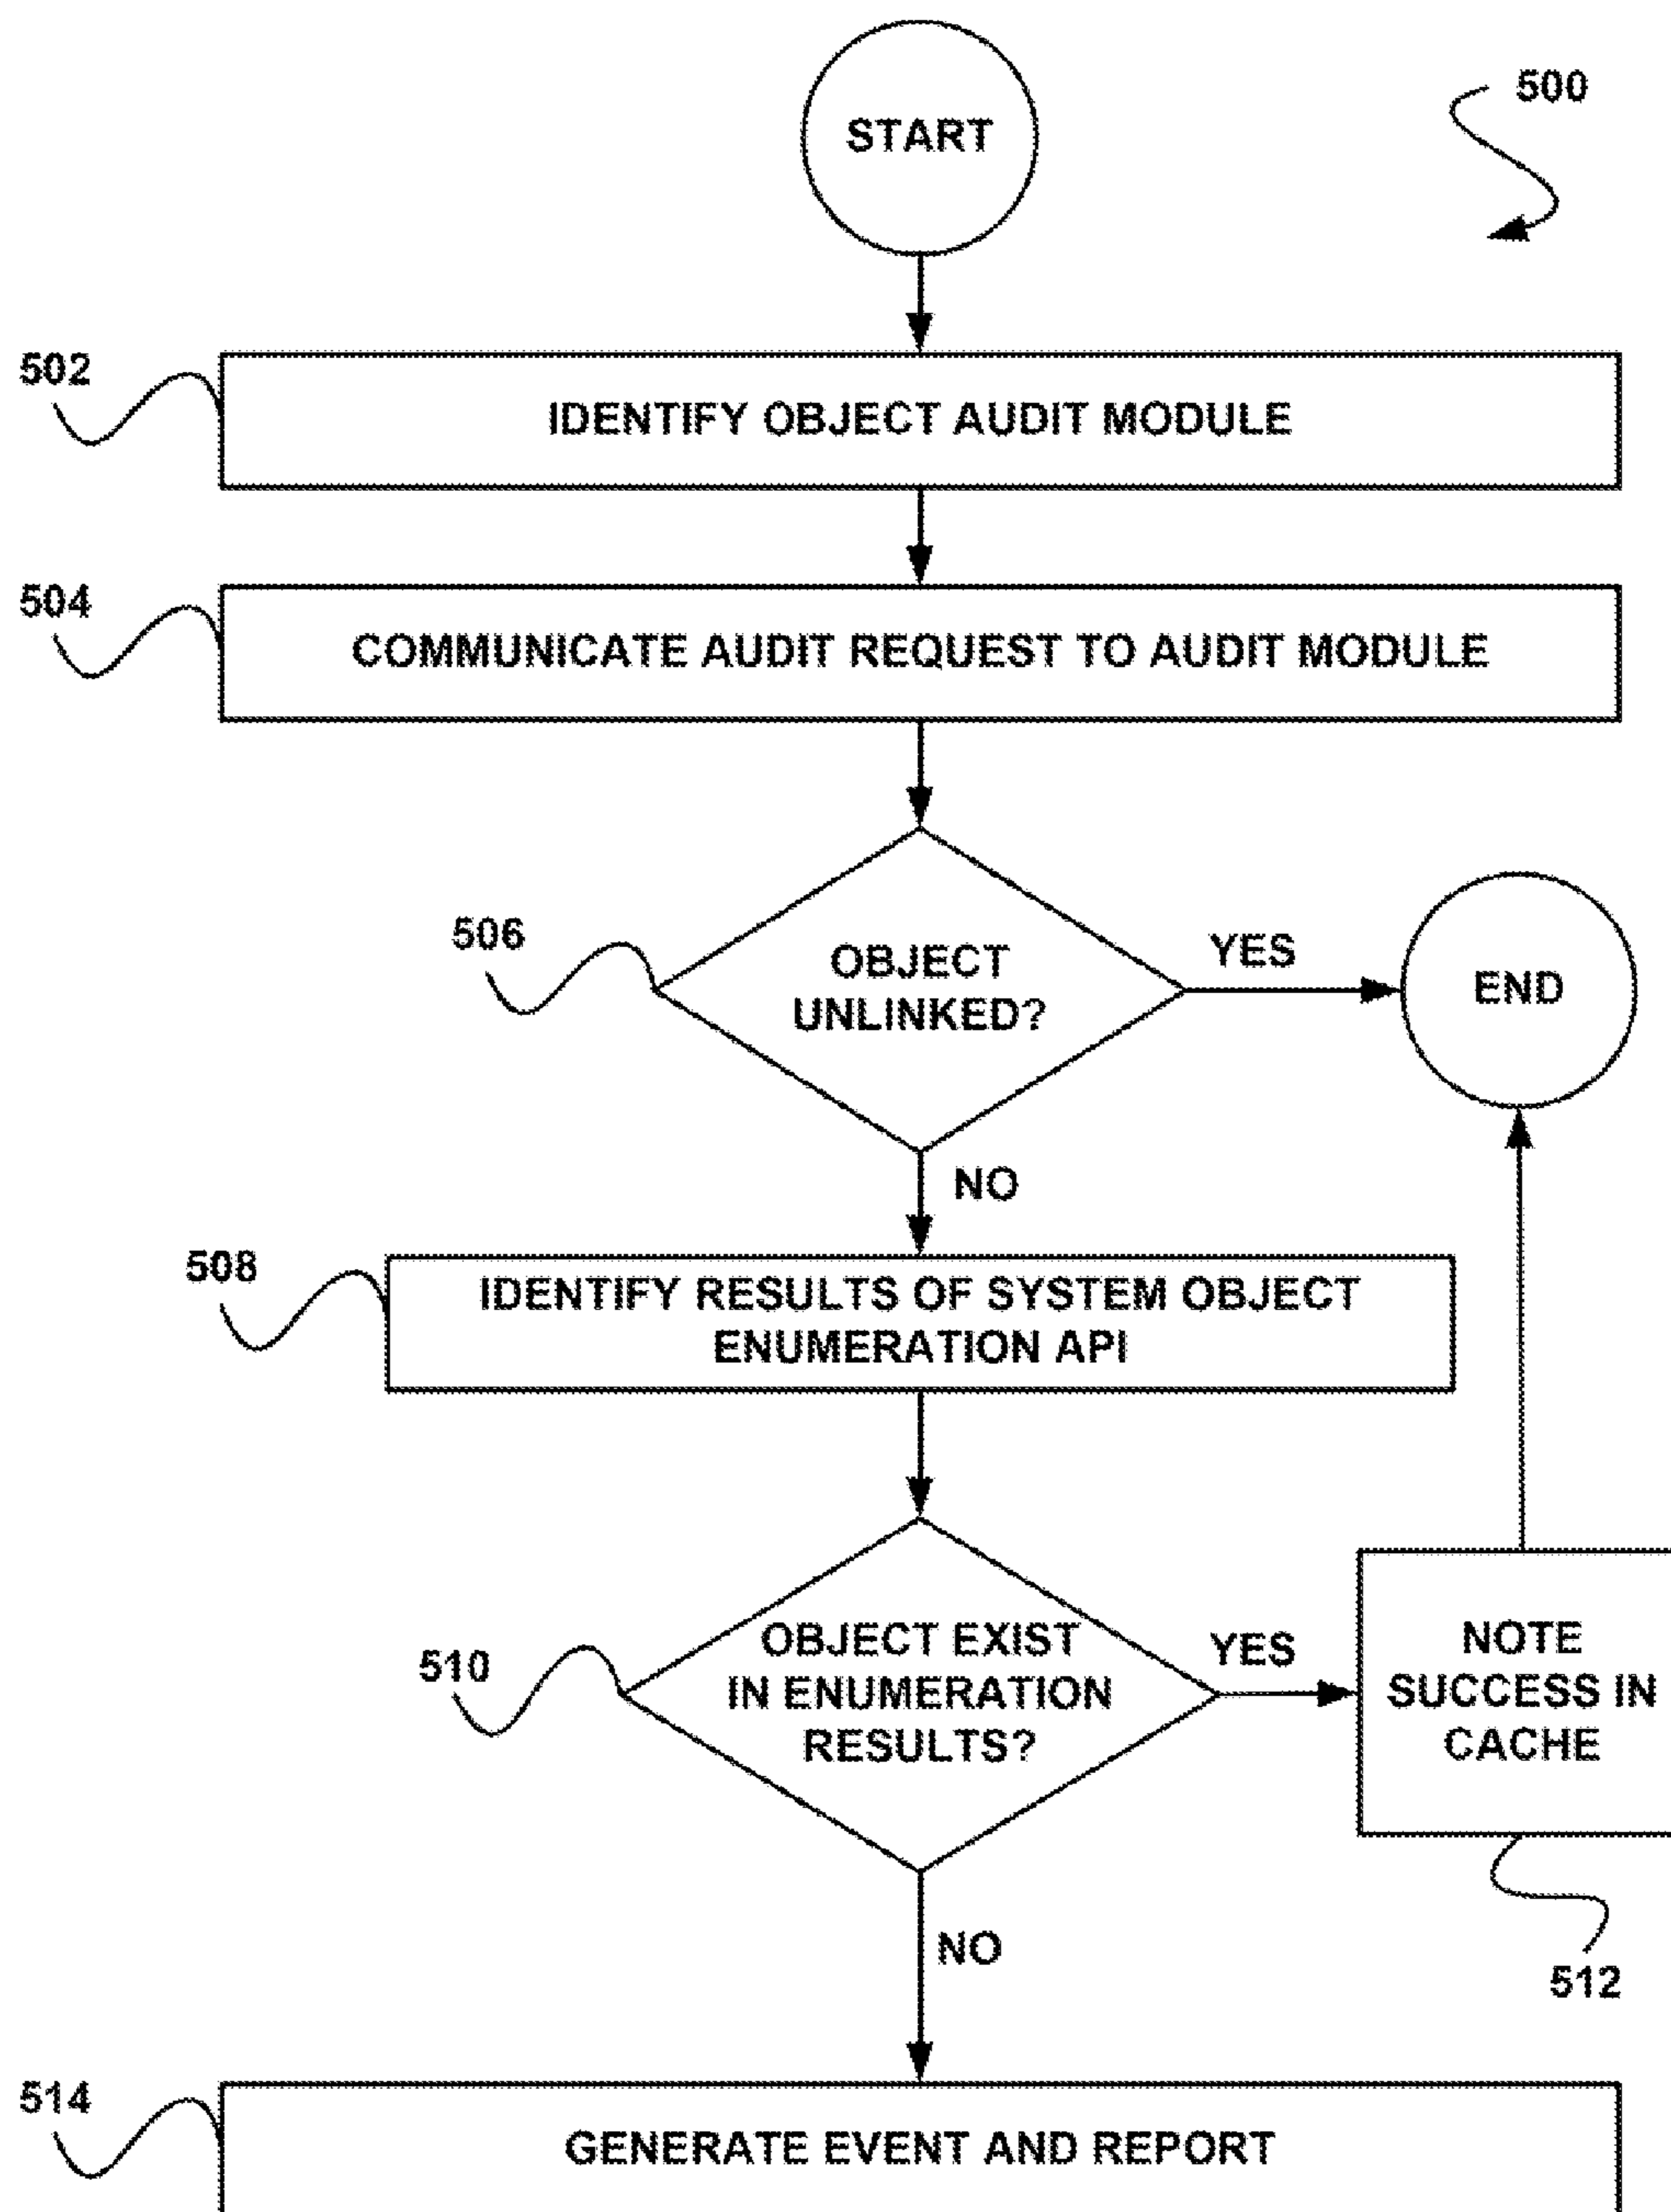 START
500
502
IDENTIFY OBJECT AUDIT MODULE
504
COMMUNICATE AUDIT REQUEST TO AUDIT MODULE
506
OBJECT
UNLINKED?
YES
END
NO
508
IDENTIFY RESULTS OF SYSTEM OBJECT
ENUMERATION API
510
OBJECT EXIST
IN ENUMERATION
RESULTS?
YES
NOTE
SUCCESS IN
CACHE
NO
512
514
GENERATE EVENT AND REPORT